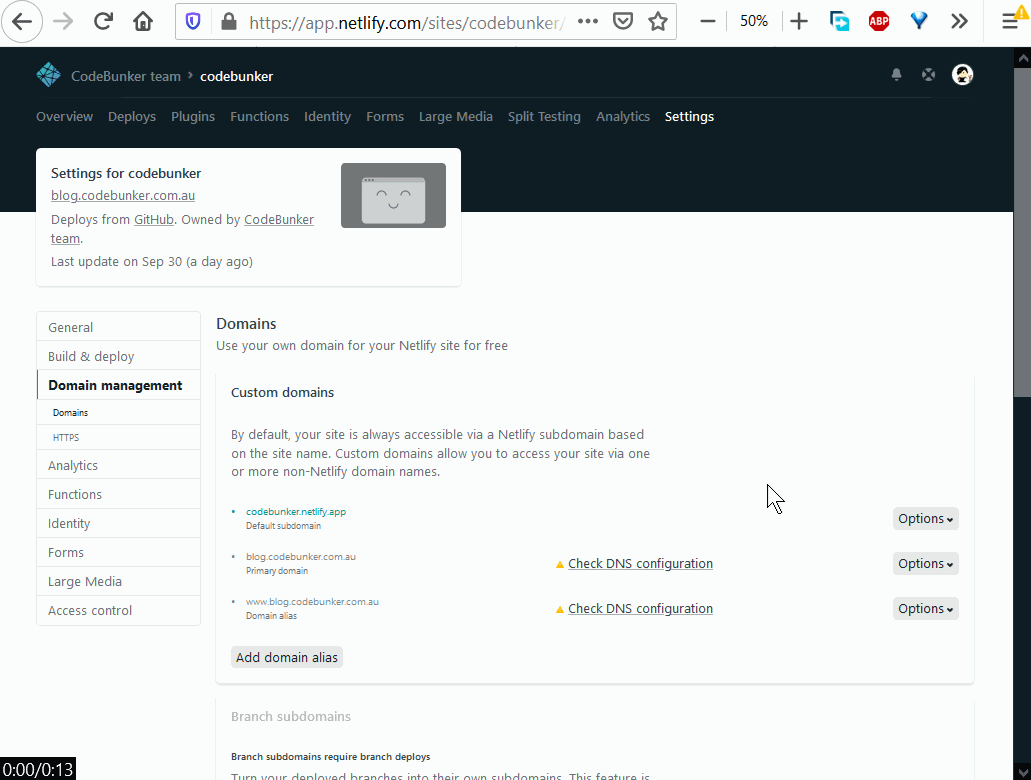 https://app.netlify.com/sites/codebunker/
50%
ABP
CodeBunker team › codebunker
Overview Deploys Plugins Functions Identity Forms Large Media Split Testing Analytics Settings
Settings for codebunker
blog.codebunker.com.au
Deploys from GitHub. Owned by CodeBunker
team.
Last update on Sep 30 (a day ago)
General
Build & deploy
Domain management
Domains
HTTPS
Analytics
Functions
Identity
Forms
Large Media
Access control
Domains
Use your own domain for your Netlify site for free
Custom domains
By default, your site is always accessible via a Netlify subdomain based
on the site name. Custom domains allow you to access your site via one
or more non-Netlify domain names.
codebunker.netlify.app
Default subdomain
Options
blog.codebunker.com.au
Primary domain
Check DNS configuration
Options
www.blog.codebunker.com.au
Domain alias
Check DNS configuration
Options
Add domain alias
Branch subdomains
Branch subdomains require branch deploys
Turn your deployed branches into their own subdomains. This feature is
0:00/0:13